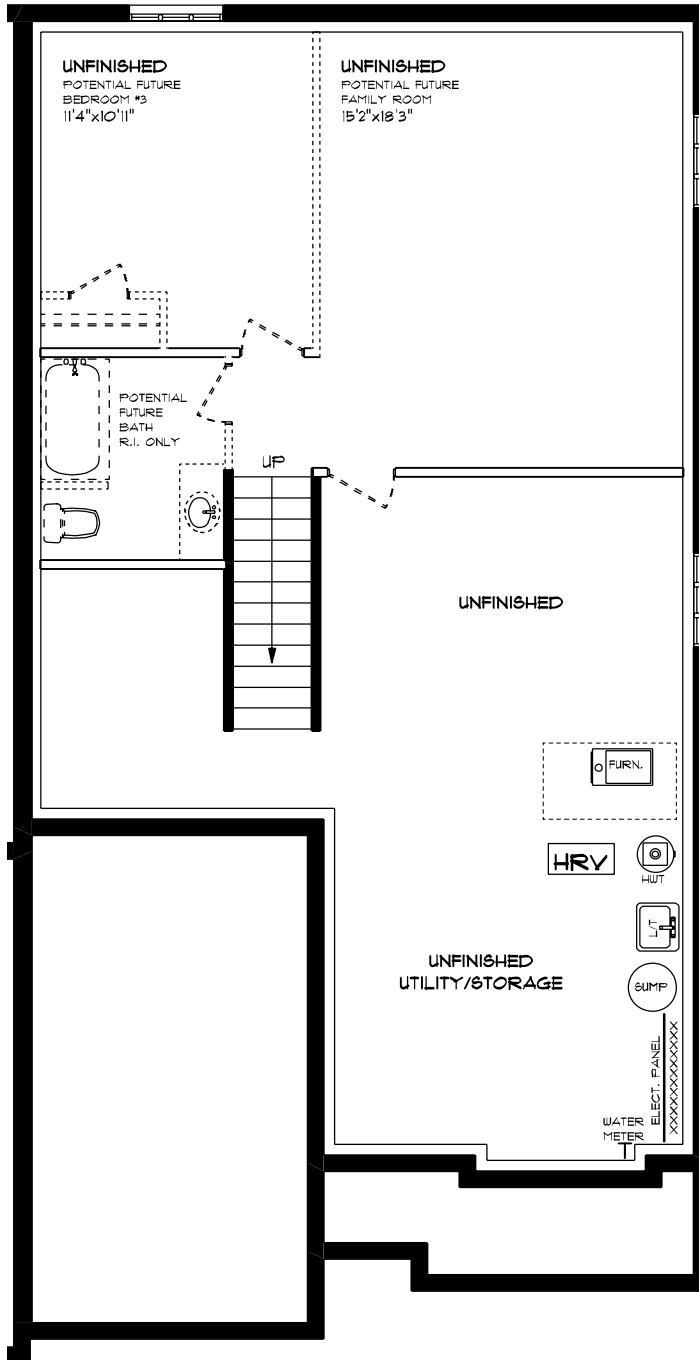 UNFINISHED
POTENTIAL FUTURE
BEDROOM #3
11'4"x10'11"
UNFINISHED
POTENTIAL FUTURE
FAMILY ROOM
15'2"x18'3"
POTENTIAL
FUTURE
BATH
R.I. ONLY
UP
UNFINISHED
FURN.
HRV
HWT
L/T
UNFINISHED
UTILITY/STORAGE
SUMP
ELECT. PANEL
XXXXXXXXXXXX
WATER
METER